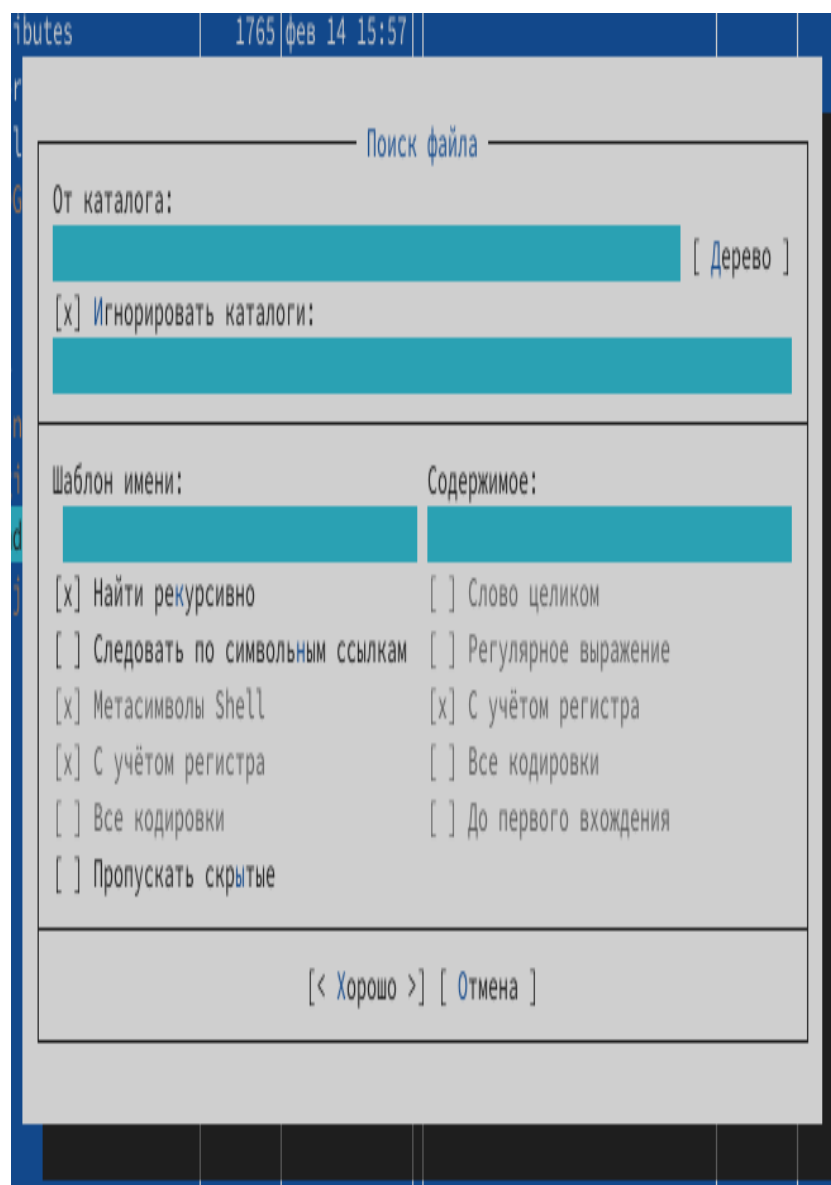 ibutes 1765 фев 14 15:57
r
l
G
n
i
d
j
Поиск файла
От каталога:
[ Дерево ]
[x] Игнорировать каталоги:
Шаблон имени: Содержимое:
[x] Найти рекурсивно [ ] Слово целиком
[ ] Следовать по символьным ссылкам [ ] Регулярное выражение
[x] Метасимволы Shell [x] С учётом регистра
[x] С учётом регистра [ ] Все кодировки
[ ] Все кодировки [ ] До первого вхождения
[ ] Пропускать скрытые
[< Хорошо >] [ Отмена ]